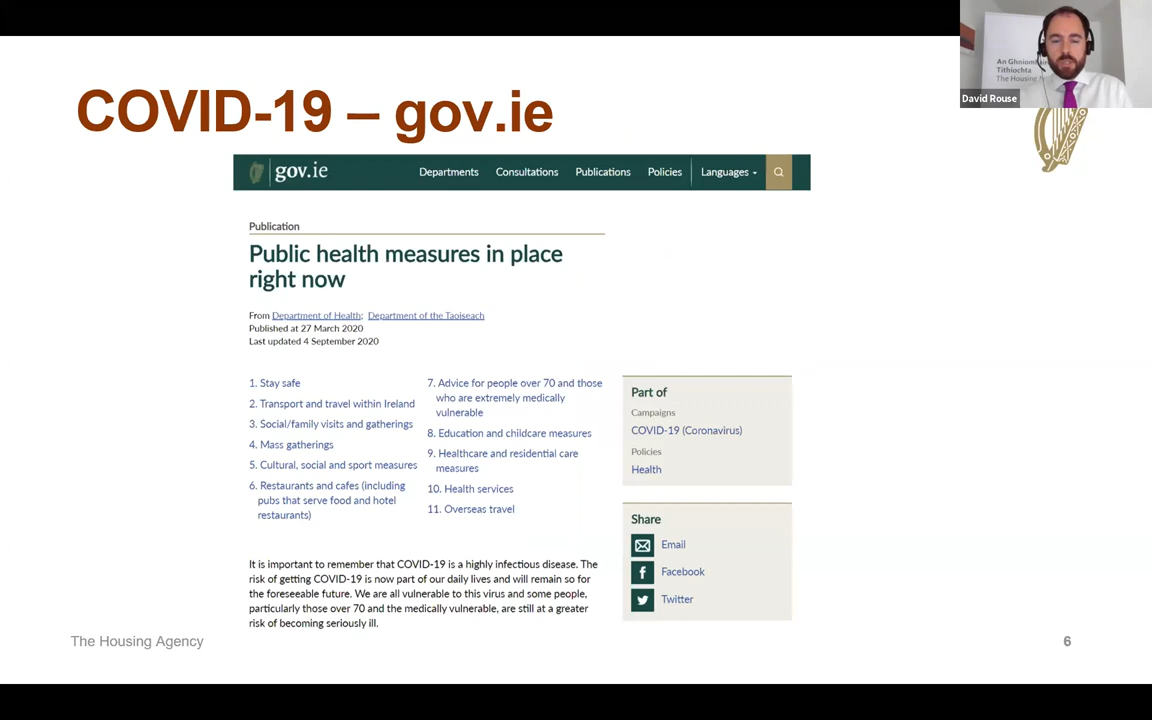 COVID-19 – gov.ie
An Ghníomh
Tithíochta
The Housing
David Rouse
gov.ie
Departments
Consultations
Publications
Policies
Languages
Publication
Public health measures in place
right now
From Department of Health; Department of the Taoiseach
Published at 27 March 2020
Last updated 4 September 2020
1. Stay safe
2. Transport and travel within Ireland
3. Social/family visits and gatherings
4. Mass gatherings
5. Cultural, social and sport measures
6. Restaurants and cafes (including
pubs that serve food and hotel
restaurants)
7. Advice for people over 70 and those
who are extremely medically
vulnerable
8. Education and childcare measures
9. Healthcare and residential care
measures
10. Health services
11. Overseas travel
Part of
Campaigns
COVID-19 (Coronavirus)
Policies
Health
Share
Email
Facebook
Twitter
It is important to remember that COVID-19 is a highly infectious disease. The
risk of getting COVID-19 is now part of our daily lives and will remain so for
the foreseeable future. We are all vulnerable to this virus and some people,
particularly those over 70 and the medically vulnerable, are still at a greater
risk of becoming seriously ill.
The Housing Agency
6